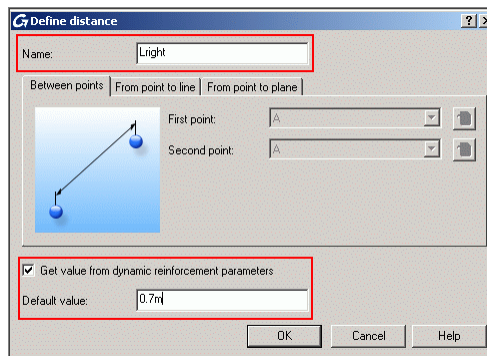 Define distance
Name: Lright
Between points From point to line From point to plane
First point: A
Second point: A
Get value from dynamic reinforcement parameters
Default value: 0.7m
OK Cancel Help